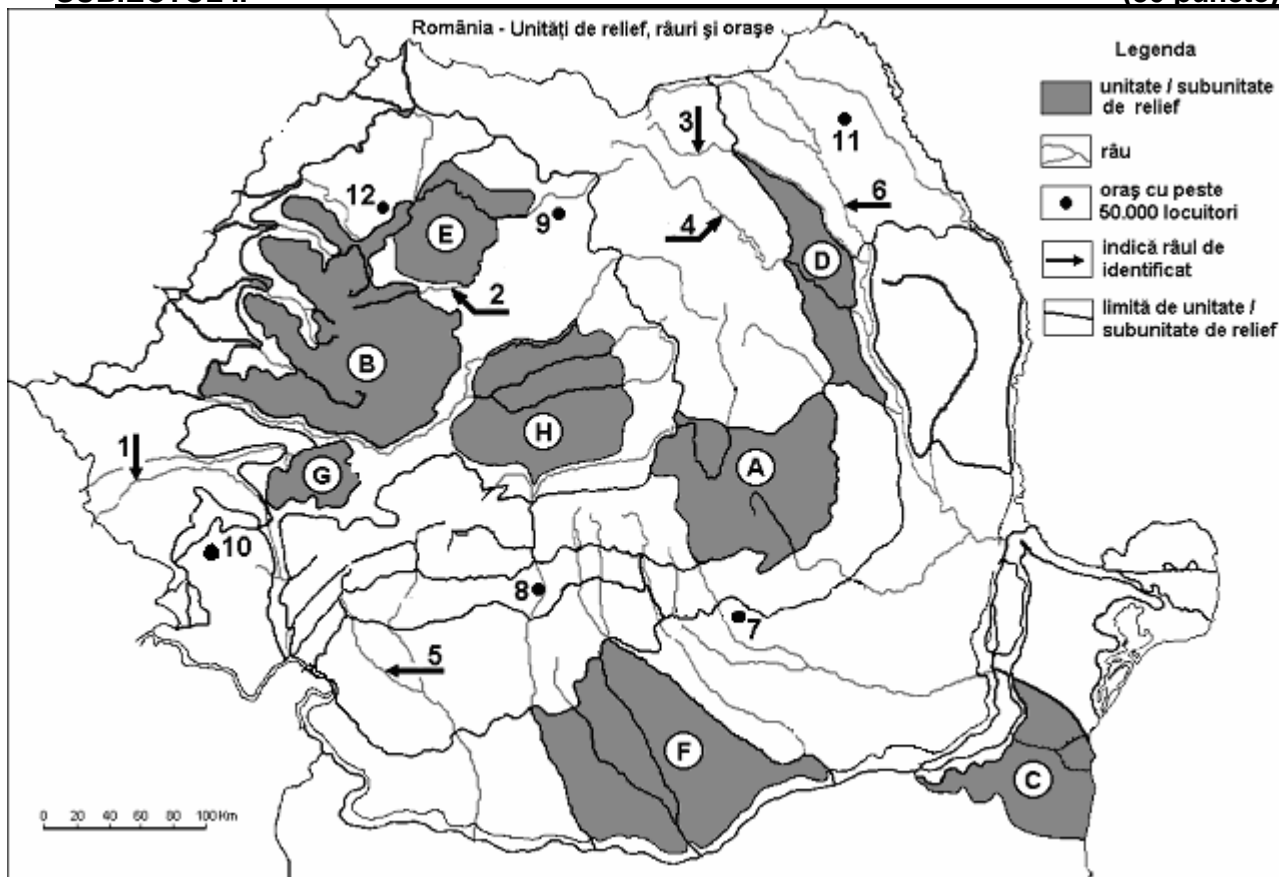 SUBIECTUL I.
(30 puncte)
România - Unități de relief, râuri și orașe
Legenda
unitate / subunitate
de relief
râu
oraș cu peste
50.000 locuitori
indică râul de
identificat
limită de unitate /
subunitate de relief
3
11
12
6
E
9
4
D
2
B
1
H
A
G
10
8
7
5
F
C
0 20 40 60 80 100 Km